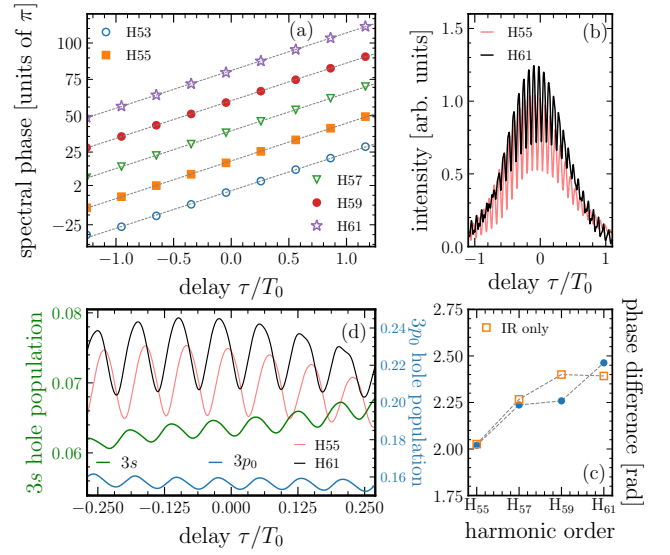 spectral phase [units of π]
100
75
50
25
2
−25
H53
H55
(a)
H57
H59
H61
−1.0
−0.5
0.0
0.5
1.0
delay τ/T₀
intensity [arb. units]
1.5
1.0
0.5
0.0
(b)
H55
H61
−1
0
1
delay τ/T₀
3s hole population
0.08
0.07
0.06
(d)
0.24
0.22
0.20
0.18
0.16
3p₀ hole population
3s
3p₀
H55
H61
−0.250
−0.125
0.000
0.125
0.250
delay τ/T₀
2.75
2.50
2.25
2.00
1.75
IR only
(c)
phase difference [rad]
H₅₅
H₅₇
H₅₉
H₆₁
harmonic order